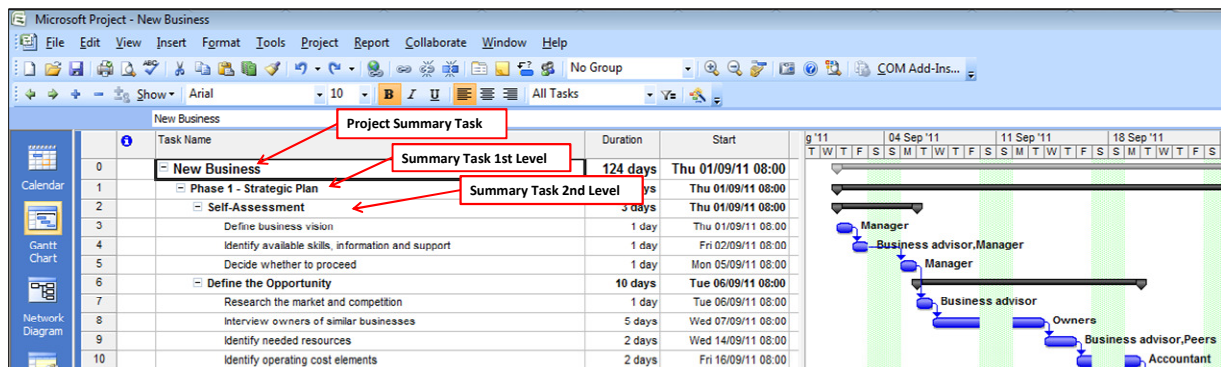 Microsoft Project - New Business
File Edit View Insert Format Tools Project Report Collaborate Window Help
ABC No Group COM Add-Ins...
Show Arial 10 B I U All Tasks Y=
New Business
Project Summary Task
Task Name Duration Start g '11 04 Sep '11 11 Sep '11 18 Sep '11
T W T F S S M T W T F S S M T W T F S S M T W T F S
Calendar
0 New Business 124 days Thu 01/09/11 08:00
Summary Task 1st Level
1 Phase 1 - Strategic Plan Thu 01/09/11 08:00
Summary Task 2nd Level
2 Self-Assessment 3 days Thu 01/09/11 08:00
3 Define business vision 1 day Thu 01/09/11 08:00 Manager
Gantt Chart
4 Identify available skills, information and support 1 day Fri 02/09/11 08:00 Business advisor,Manager
5 Decide whether to proceed 1 day Mon 05/09/11 08:00 Manager
6 Define the Opportunity 10 days Tue 06/09/11 08:00
7 Research the market and competition 1 day Tue 06/09/11 08:00 Business advisor
Network Diagram
8 Interview owners of similar businesses 5 days Wed 07/09/11 08:00 Owners
9 Identify needed resources 2 days Wed 14/09/11 08:00 Business advisor,Peers
10 Identify operating cost elements 2 days Fri 16/09/11 08:00 Accountant